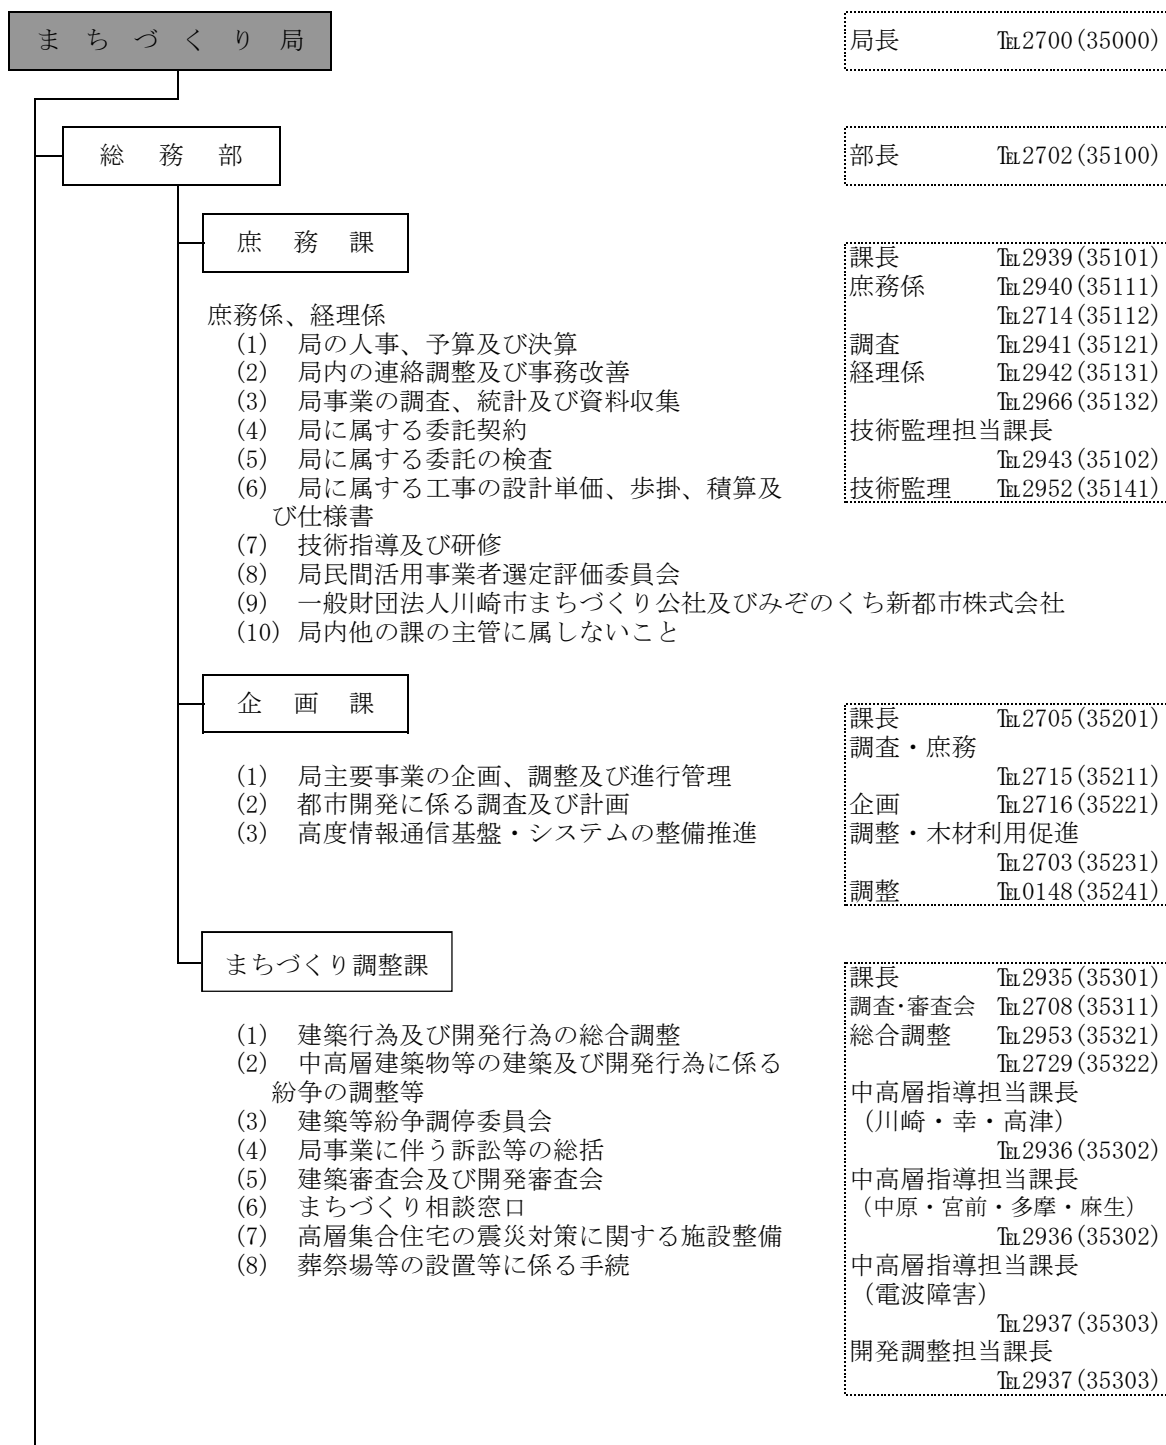 まちづくり局
局長 ℡2700(35000)
総務部
部長 ℡2702(35100)
庶務課
課長 ℡2939(35101)
庶務係 ℡2940(35111)
℡2714(35112)
調査 ℡2941(35121)
経理係 ℡2942(35131)
℡2966(35132)
技術監理担当課長
℡2943(35102)
技術監理 ℡2952(35141)
庶務係、経理係
(1) 局の人事、予算及び決算
(2) 局内の連絡調整及び事務改善
(3) 局事業の調査、統計及び資料収集
(4) 局に属する委託契約
(5) 局に属する委託の検査
(6) 局に属する工事の設計単価、歩掛、積算及
び仕様書
(7) 技術指導及び研修
(8) 局民間活用事業者選定評価委員会
(9) 一般財団法人川崎市まちづくり公社及びみぞのくち新都市株式会社
(10) 局内他の課の主管に属しないこと
企画課
課長 ℡2705(35201)
調査・庶務
℡2715(35211)
企画 ℡2716(35221)
調整・木材利用促進
℡2703(35231)
調整 ℡0148(35241)
(1) 局主要事業の企画、調整及び進行管理
(2) 都市開発に係る調査及び計画
(3) 高度情報通信基盤・システムの整備推進
まちづくり調整課
課長 ℡2935(35301)
調査・審査会 ℡2708(35311)
総合調整 ℡2953(35321)
℡2729(35322)
中高層指導担当課長
（川崎・幸・高津）
℡2936(35302)
中高層指導担当課長
（中原・宮前・多摩・麻生）
℡2936(35302)
中高層指導担当課長
（電波障害）
℡2937(35303)
開発調整担当課長
℡2937(35303)
(1) 建築行為及び開発行為の総合調整
(2) 中高層建築物等の建築及び開発行為に係る
紛争の調整等
(3) 建築等紛争調停委員会
(4) 局事業に伴う訴訟等の総括
(5) 建築審査会及び開発審査会
(6) まちづくり相談窓口
(7) 高層集合住宅の震災対策に関する施設整備
(8) 葬祭場等の設置等に係る手続